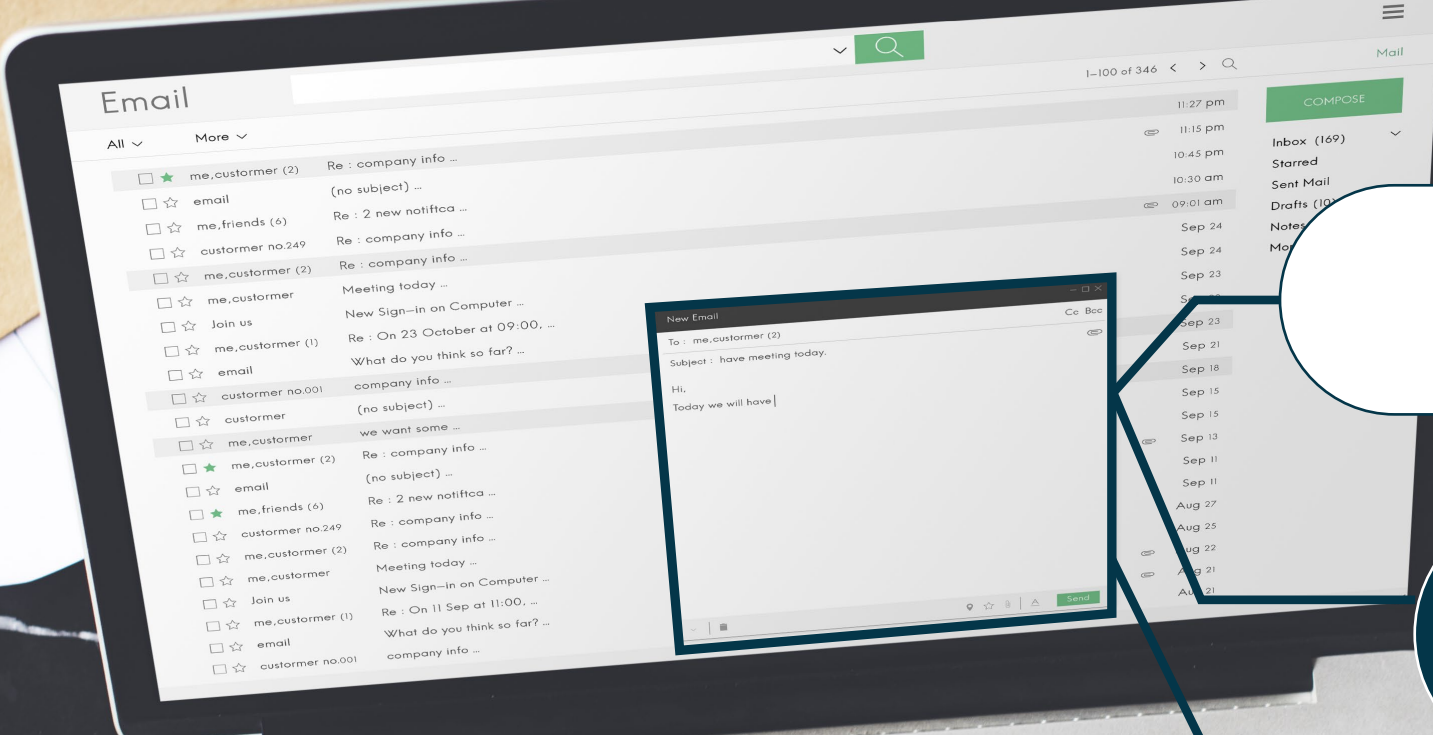 Email
All More 1–100 of 346
me,custormer (2) Re : company info ... 11:27 pm
email (no subject) ... 11:15 pm
me,friends (6) Re : 2 new notiftca ... 10:45 pm
custormer no.249 Re : company info ... 10:30 am
me,custormer (2) Re : company info ... 09:01 am
me,custormer Meeting today ... Sep 24
Join us New Sign–in on Computer ... Sep 24
me,custormer (1) Re : On 23 October at 09:00, ... Sep 23
email What do you think so far? ...
custormer no.001 company info ... Sep 23
custormer (no subject) ... Sep 21
me,custormer we want some ... Sep 18
me,custormer (2) Re : company info ... Sep 15
email (no subject) ... Sep 15
me,friends (6) Re : 2 new notiftca ... Sep 13
custormer no.249 Re : company info ... Sep 11
me,custormer (2) Re : company info ... Sep 11
me,custormer Meeting today ... Aug 27
Join us New Sign–in on Computer ... Aug 25
me,custormer (1) Re : On 11 Sep at 11:00, ... Aug 22
email What do you think so far? ... Aug 21
custormer no.001 company info ... Aug 21
Mail
COMPOSE
Inbox (169)
Starred
Sent Mail
Drafts (10)
Notes
New Email
To : me,custormer (2) Cc Bcc
Subject : have meeting today.
Hi,
Today we will have
Send